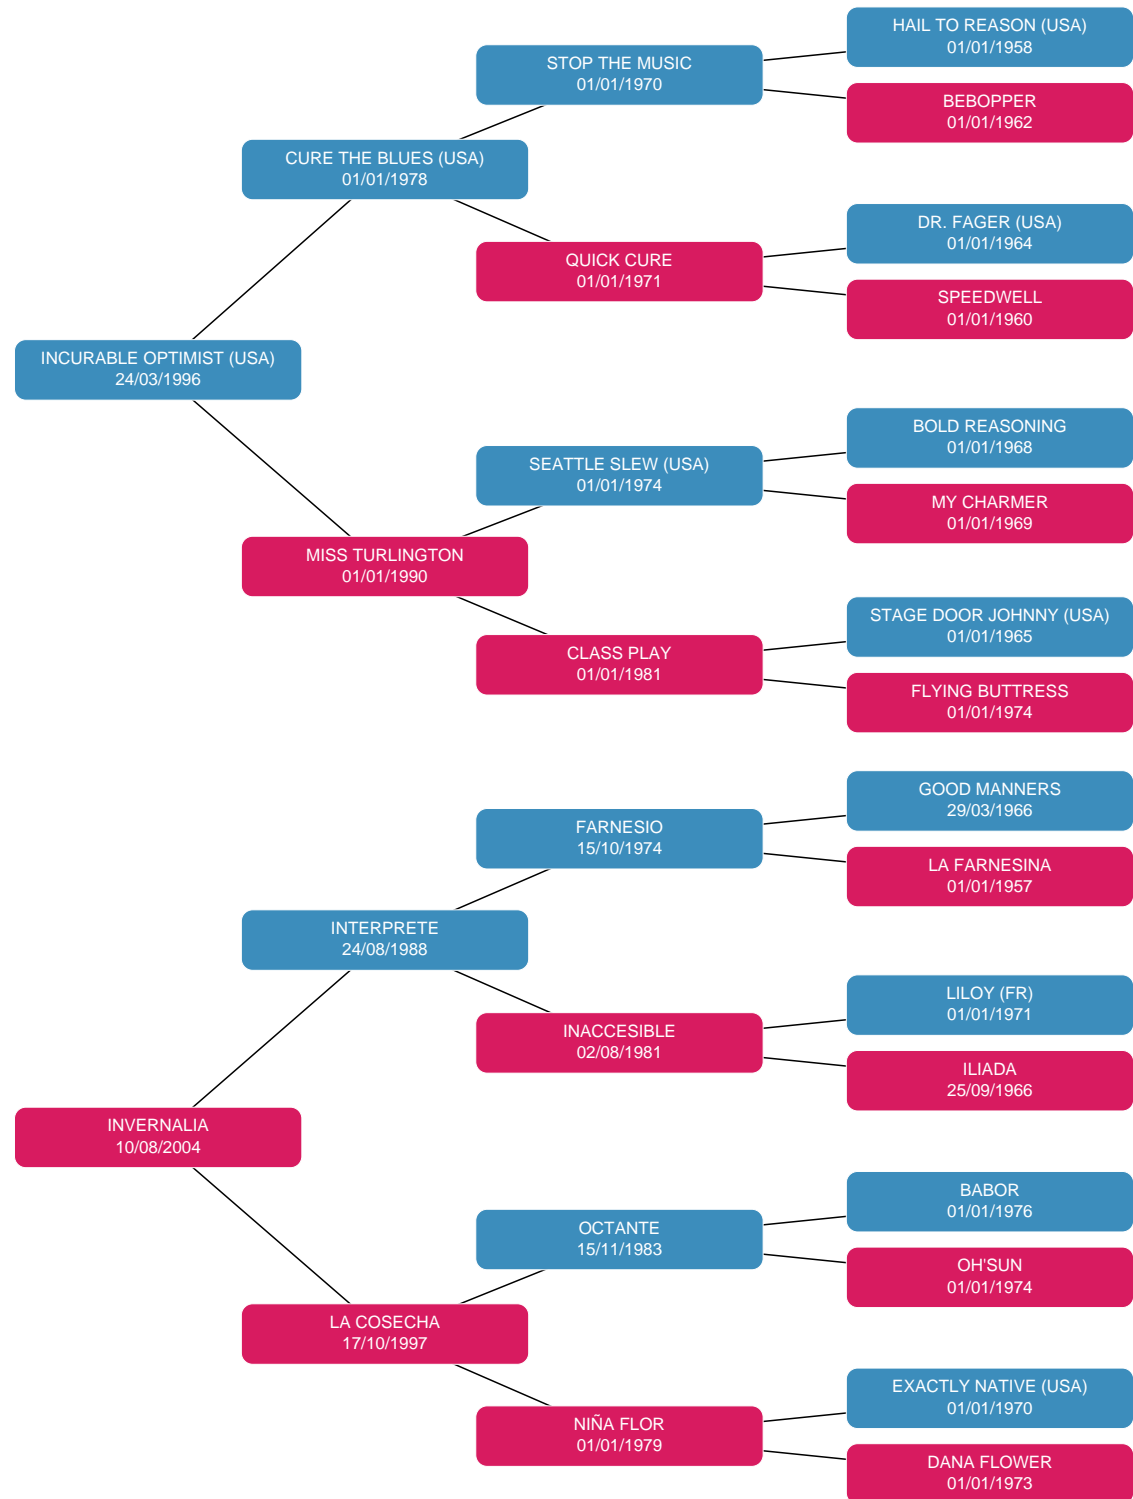 HAIL TO REASON (USA)
01/01/1958
STOP THE MUSIC
01/01/1970
BEBOPPER
01/01/1962
CURE THE BLUES (USA)
01/01/1978
DR. FAGER (USA)
01/01/1964
QUICK CURE
01/01/1971
SPEEDWELL
01/01/1960
INCURABLE OPTIMIST (USA)
24/03/1996
BOLD REASONING
01/01/1968
SEATTLE SLEW (USA)
01/01/1974
MY CHARMER
01/01/1969
MISS TURLINGTON
01/01/1990
STAGE DOOR JOHNNY (USA)
01/01/1965
CLASS PLAY
01/01/1981
FLYING BUTTRESS
01/01/1974
GOOD MANNERS
29/03/1966
FARNESIO
15/10/1974
LA FARNESINA
01/01/1957
INTERPRETE
24/08/1988
LILOY (FR)
01/01/1971
INACCESIBLE
02/08/1981
ILIADA
25/09/1966
INVERNALIA
10/08/2004
BABOR
01/01/1976
OCTANTE
15/11/1983
OH'SUN
01/01/1974
LA COSECHA
17/10/1997
EXACTLY NATIVE (USA)
01/01/1970
NIÑA FLOR
01/01/1979
DANA FLOWER
01/01/1973